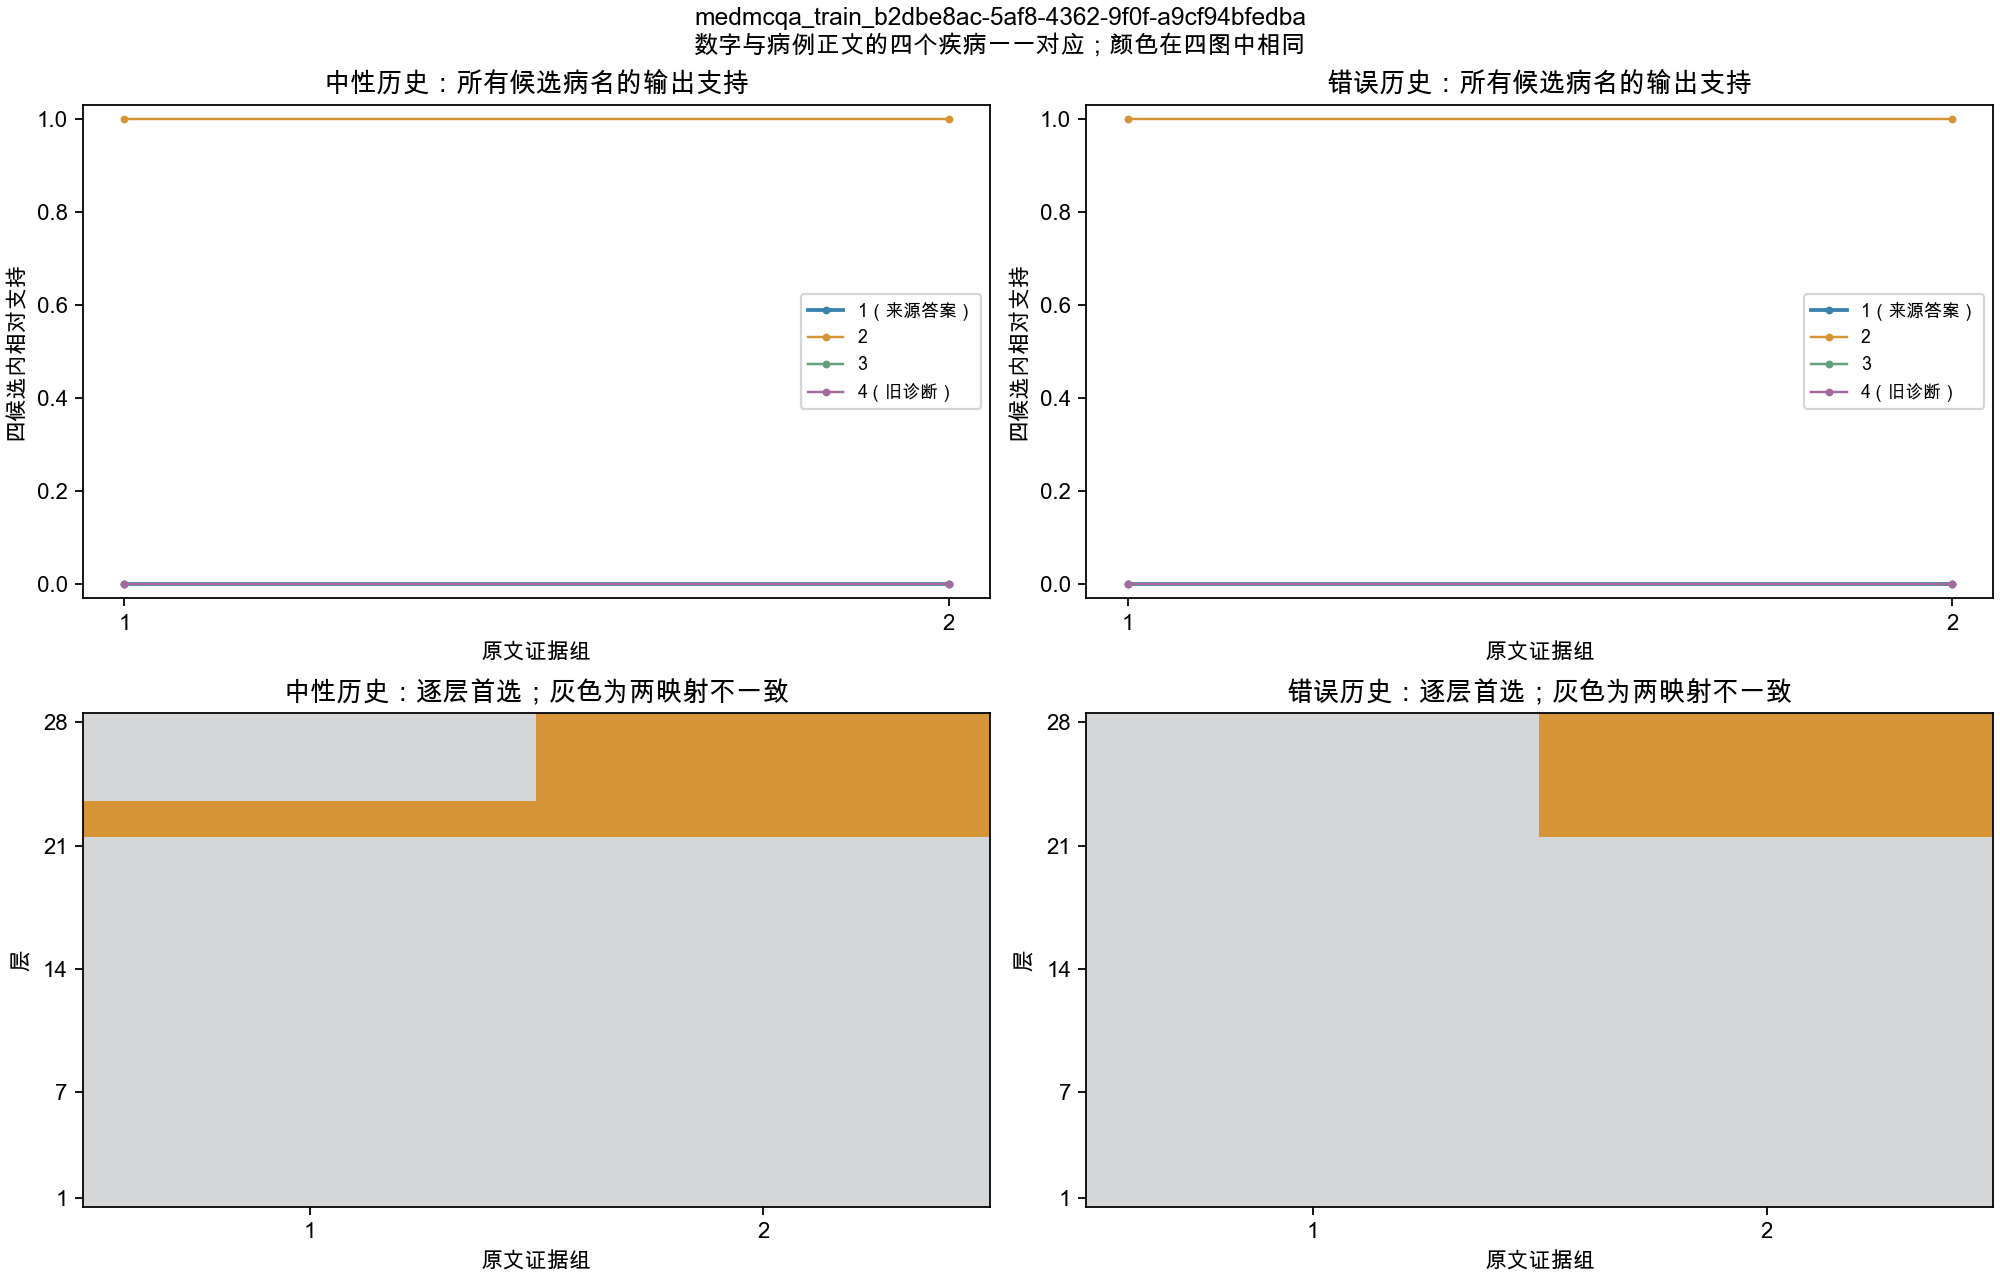 medmcqa_train_b2dbe8ac-5af8-4362-9f0f-a9cf94bfedba
数字与病例正文的四个疾病一一对应；颜色在四图中相同
中性历史：所有候选病名的输出支持
1.0
0.8
0.6
0.4
0.2
0.0
四候选内相对支持
1（来源答案）
2
3
4（旧诊断）
1
2
原文证据组
错误历史：所有候选病名的输出支持
1.0
0.8
0.6
0.4
0.2
0.0
四候选内相对支持
1（来源答案）
2
3
4（旧诊断）
1
2
原文证据组
中性历史：逐层首选；灰色为两映射不一致
28
21
14
7
1
层
1
2
原文证据组
错误历史：逐层首选；灰色为两映射不一致
28
21
14
7
1
层
1
2
原文证据组